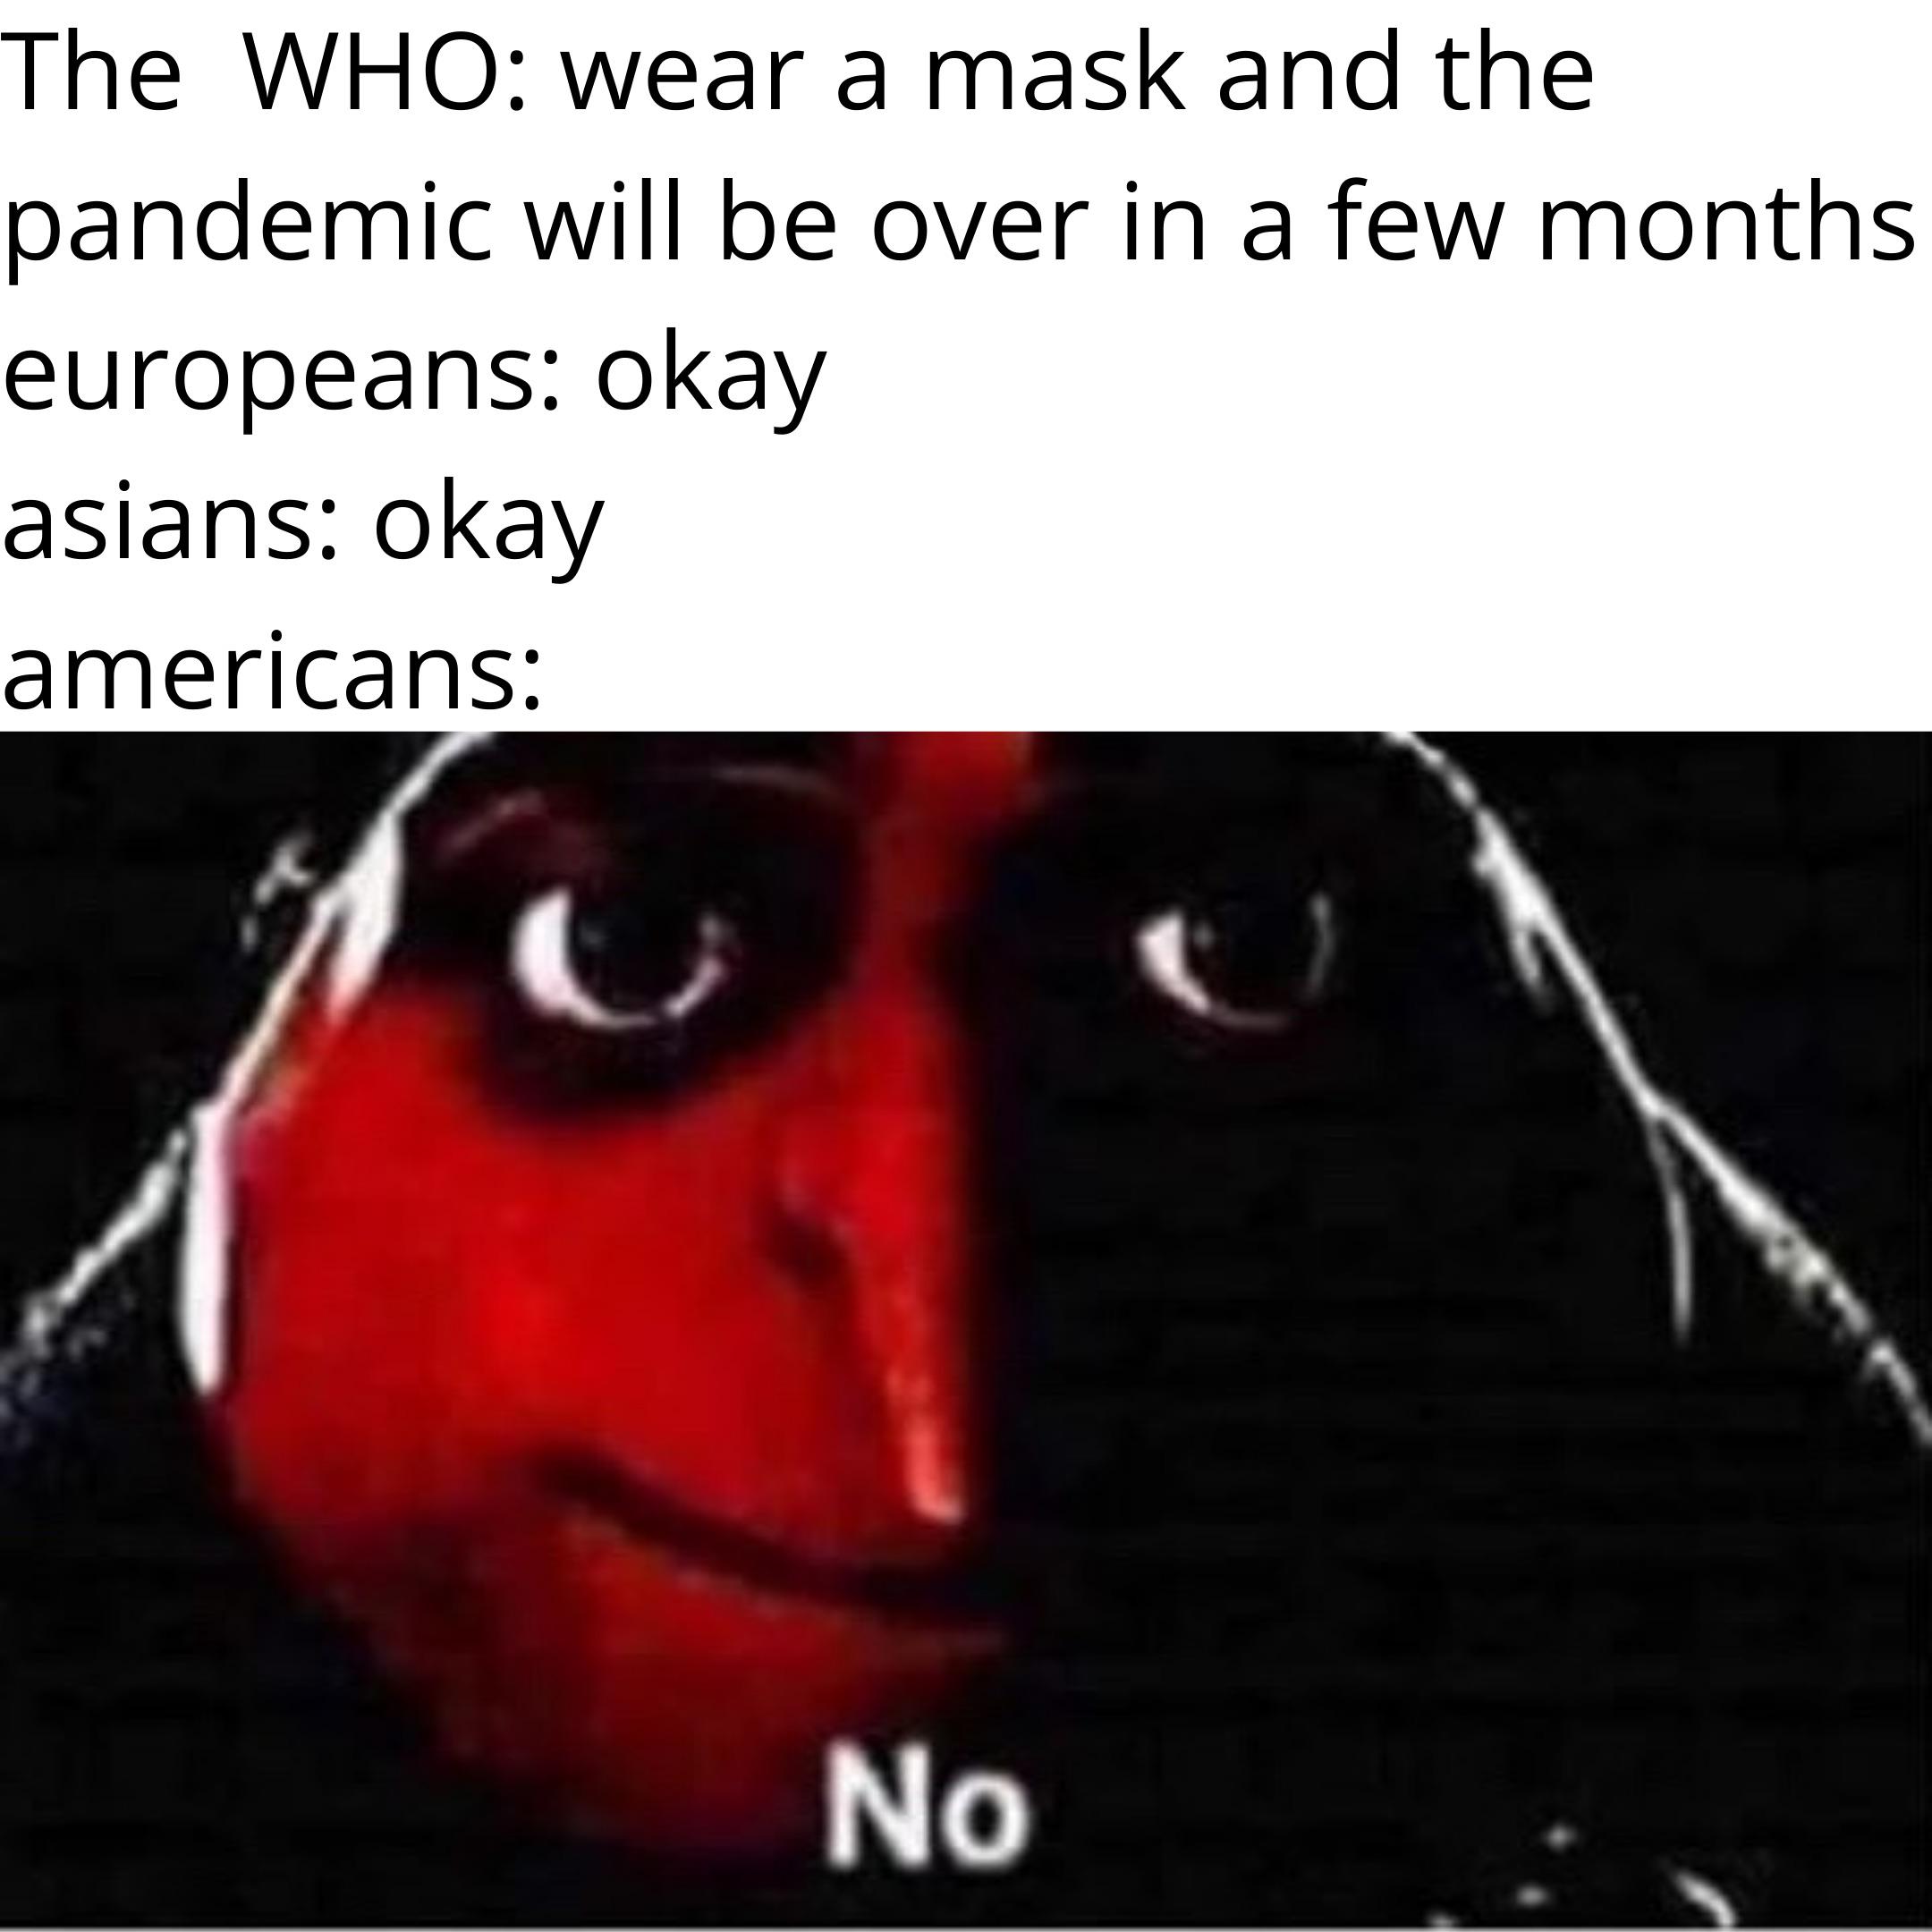 The  WHO: wear a mask and the
pandemic will be over in a few months
europeans: okay
asians: okay
americans:
No